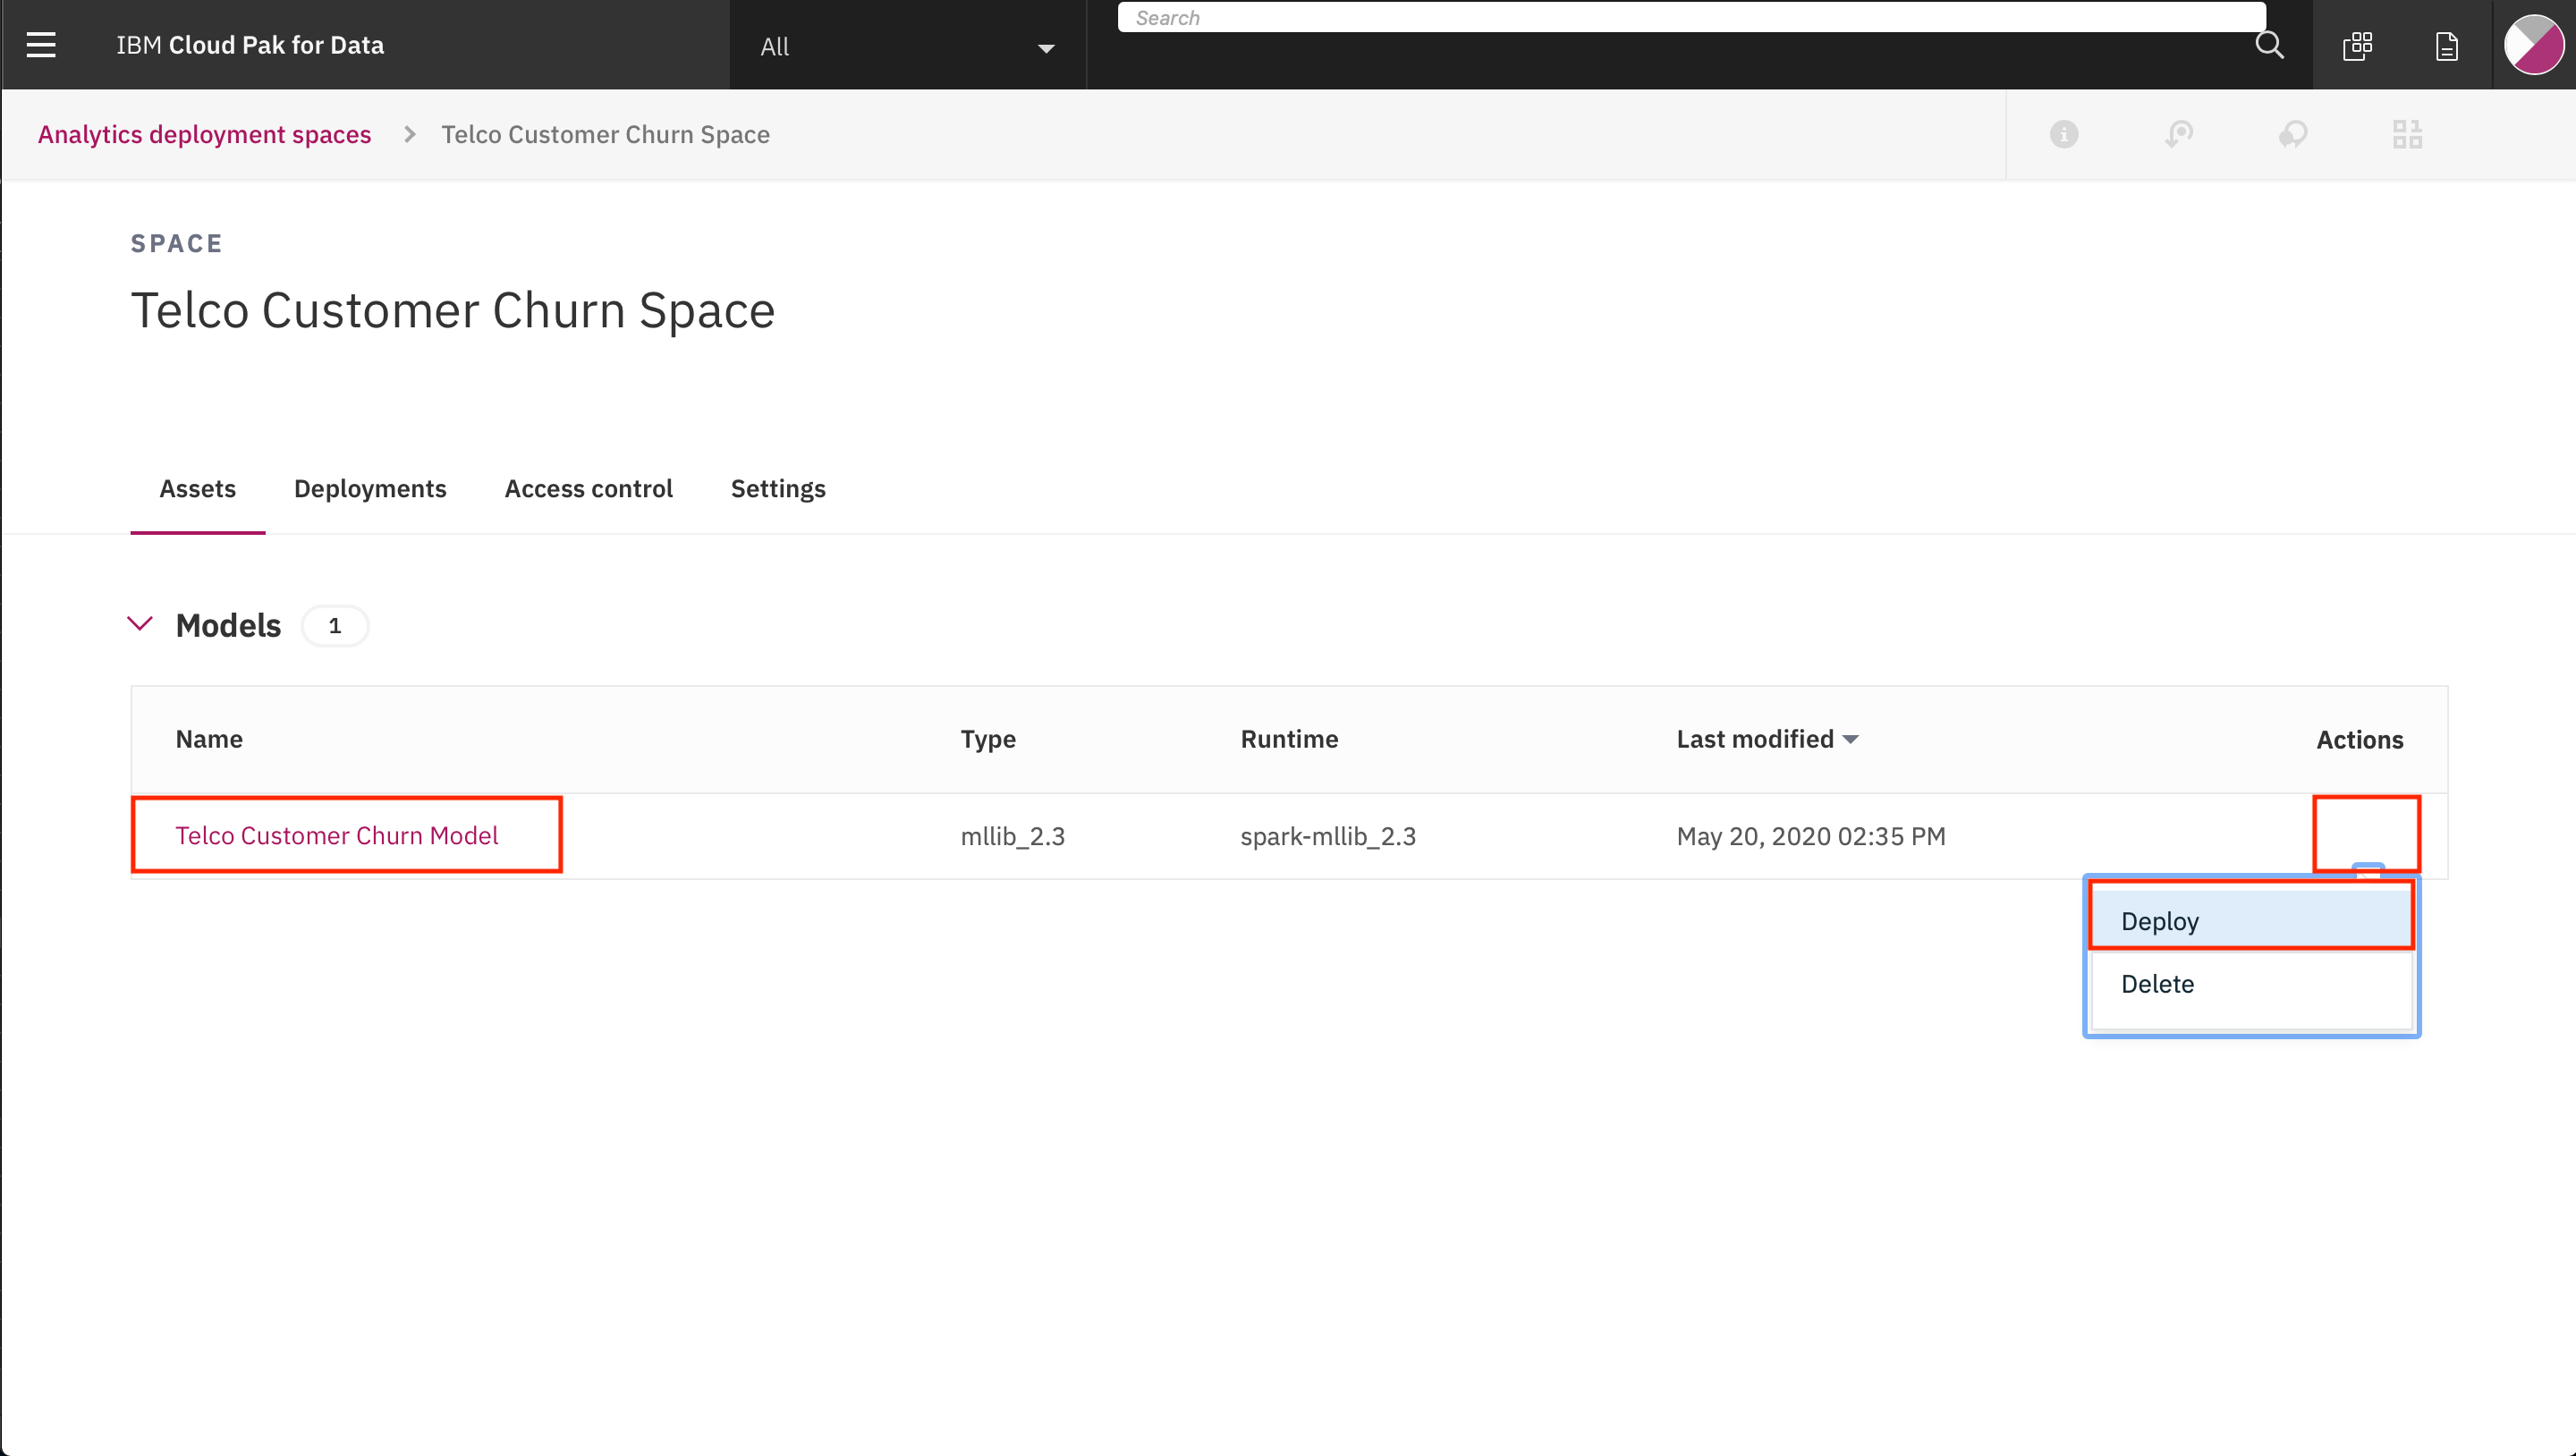 IBM Cloud Pak for Data
All
Search
Analytics deployment spaces > Telco Customer Churn Space
SPACE
Telco Customer Churn Space
Assets Deployments Access control Settings
Models 1
Name Type Runtime Last modified Actions
Telco Customer Churn Model mllib_2.3 spark-mllib_2.3 May 20, 2020 02:35 PM
Deploy
Delete